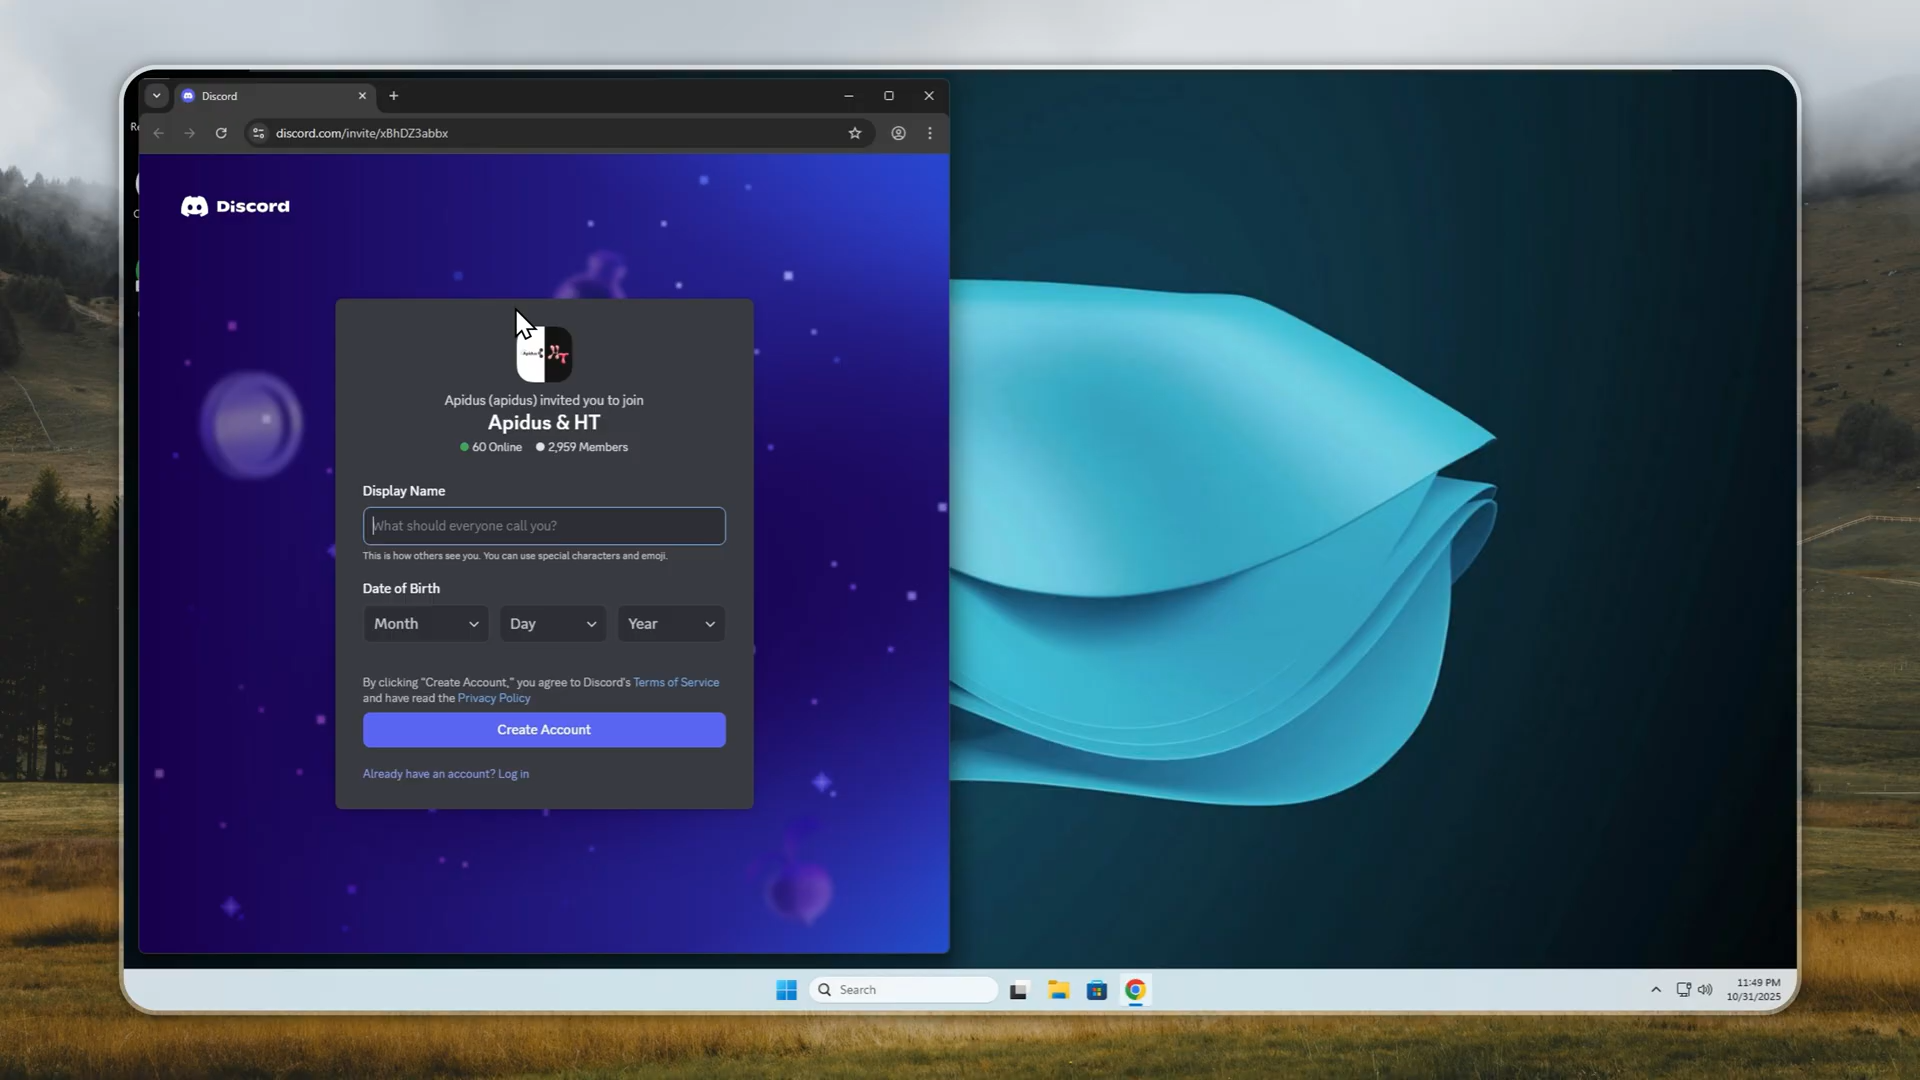 Discord
discord.com/invite/xBhDZ3abbx
Discord
Apidus HT
Apidus (apidus) invited you to join
Apidus & HT
60 Online 2,959 Members
Display Name
What should everyone call you?
This is how others see you. You can use special characters and emoji.
Date of Birth
Month Day Year
By clicking "Create Account," you agree to Discord's Terms of Service
and have read the Privacy Policy
Create Account
Already have an account? Log in
Search
11:49 PM
10/31/2025